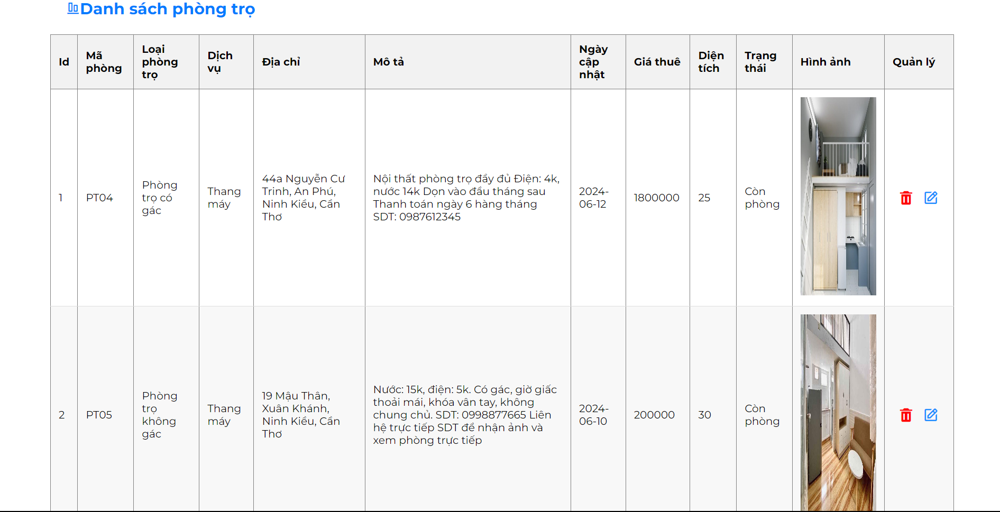 Danh sách phòng trọ
Id
Mã
phòng
Loại
phòng
trọ
Dịch
vụ
Địa chỉ
Mô tả
Ngày
cập
nhật
Giá thuê
Diện
tích
Trạng
thái
Hình ảnh
Quản lý
1
PT04
Phòng
trọ có
gác
Thang
máy
44a Nguyễn Cư
Trinh, An Phú,
Ninh Kiều, Cần
Thơ
Nội thất phòng trọ đầy đủ Điện: 4k,
nước 14k Dọn vào đầu tháng sau
Thanh toán ngày 6 hàng tháng
SDT: 0987612345
2024-
06-12
1800000
25
Còn
phòng
2
PT05
Phòng
trọ
không
gác
Thang
máy
19 Mậu Thân,
Xuân Khánh,
Ninh Kiều, Cần
Thơ
Nước: 15k, điện: 5k. Có gác, giờ giấc
thoải mái, khóa vân tay, không
chung chủ. SDT: 0998877665 Liên
hệ trực tiếp SDT để nhận ảnh và
xem phòng trực tiếp
2024-
06-10
200000
30
Còn
phòng